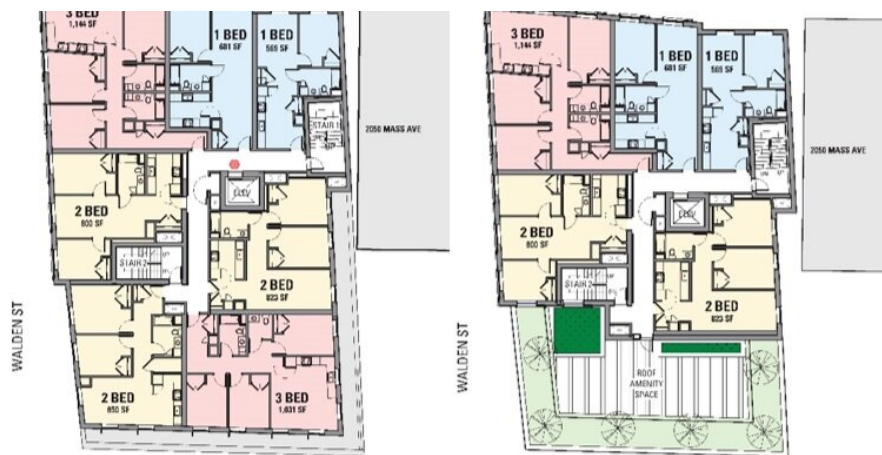 3 BED
1,144 SF
1 BED
681 SF
1 BED
565 SF
STAIR 1
UP
2050 MASS AVE
ELEV
2 BED
800 SF
STAIR 2
UP
2 BED
823 SF
2 BED
850 SF
3 BED
1,031 SF
WALDEN ST
3 BED
1,144 SF
1 BED
681 SF
1 BED
565 SF
UP
2050 MASS AVE
ELEV
2 BED
800 SF
STAIR 2
2 BED
823 SF
ROOF
AMENITY
SPACE
WALDEN ST